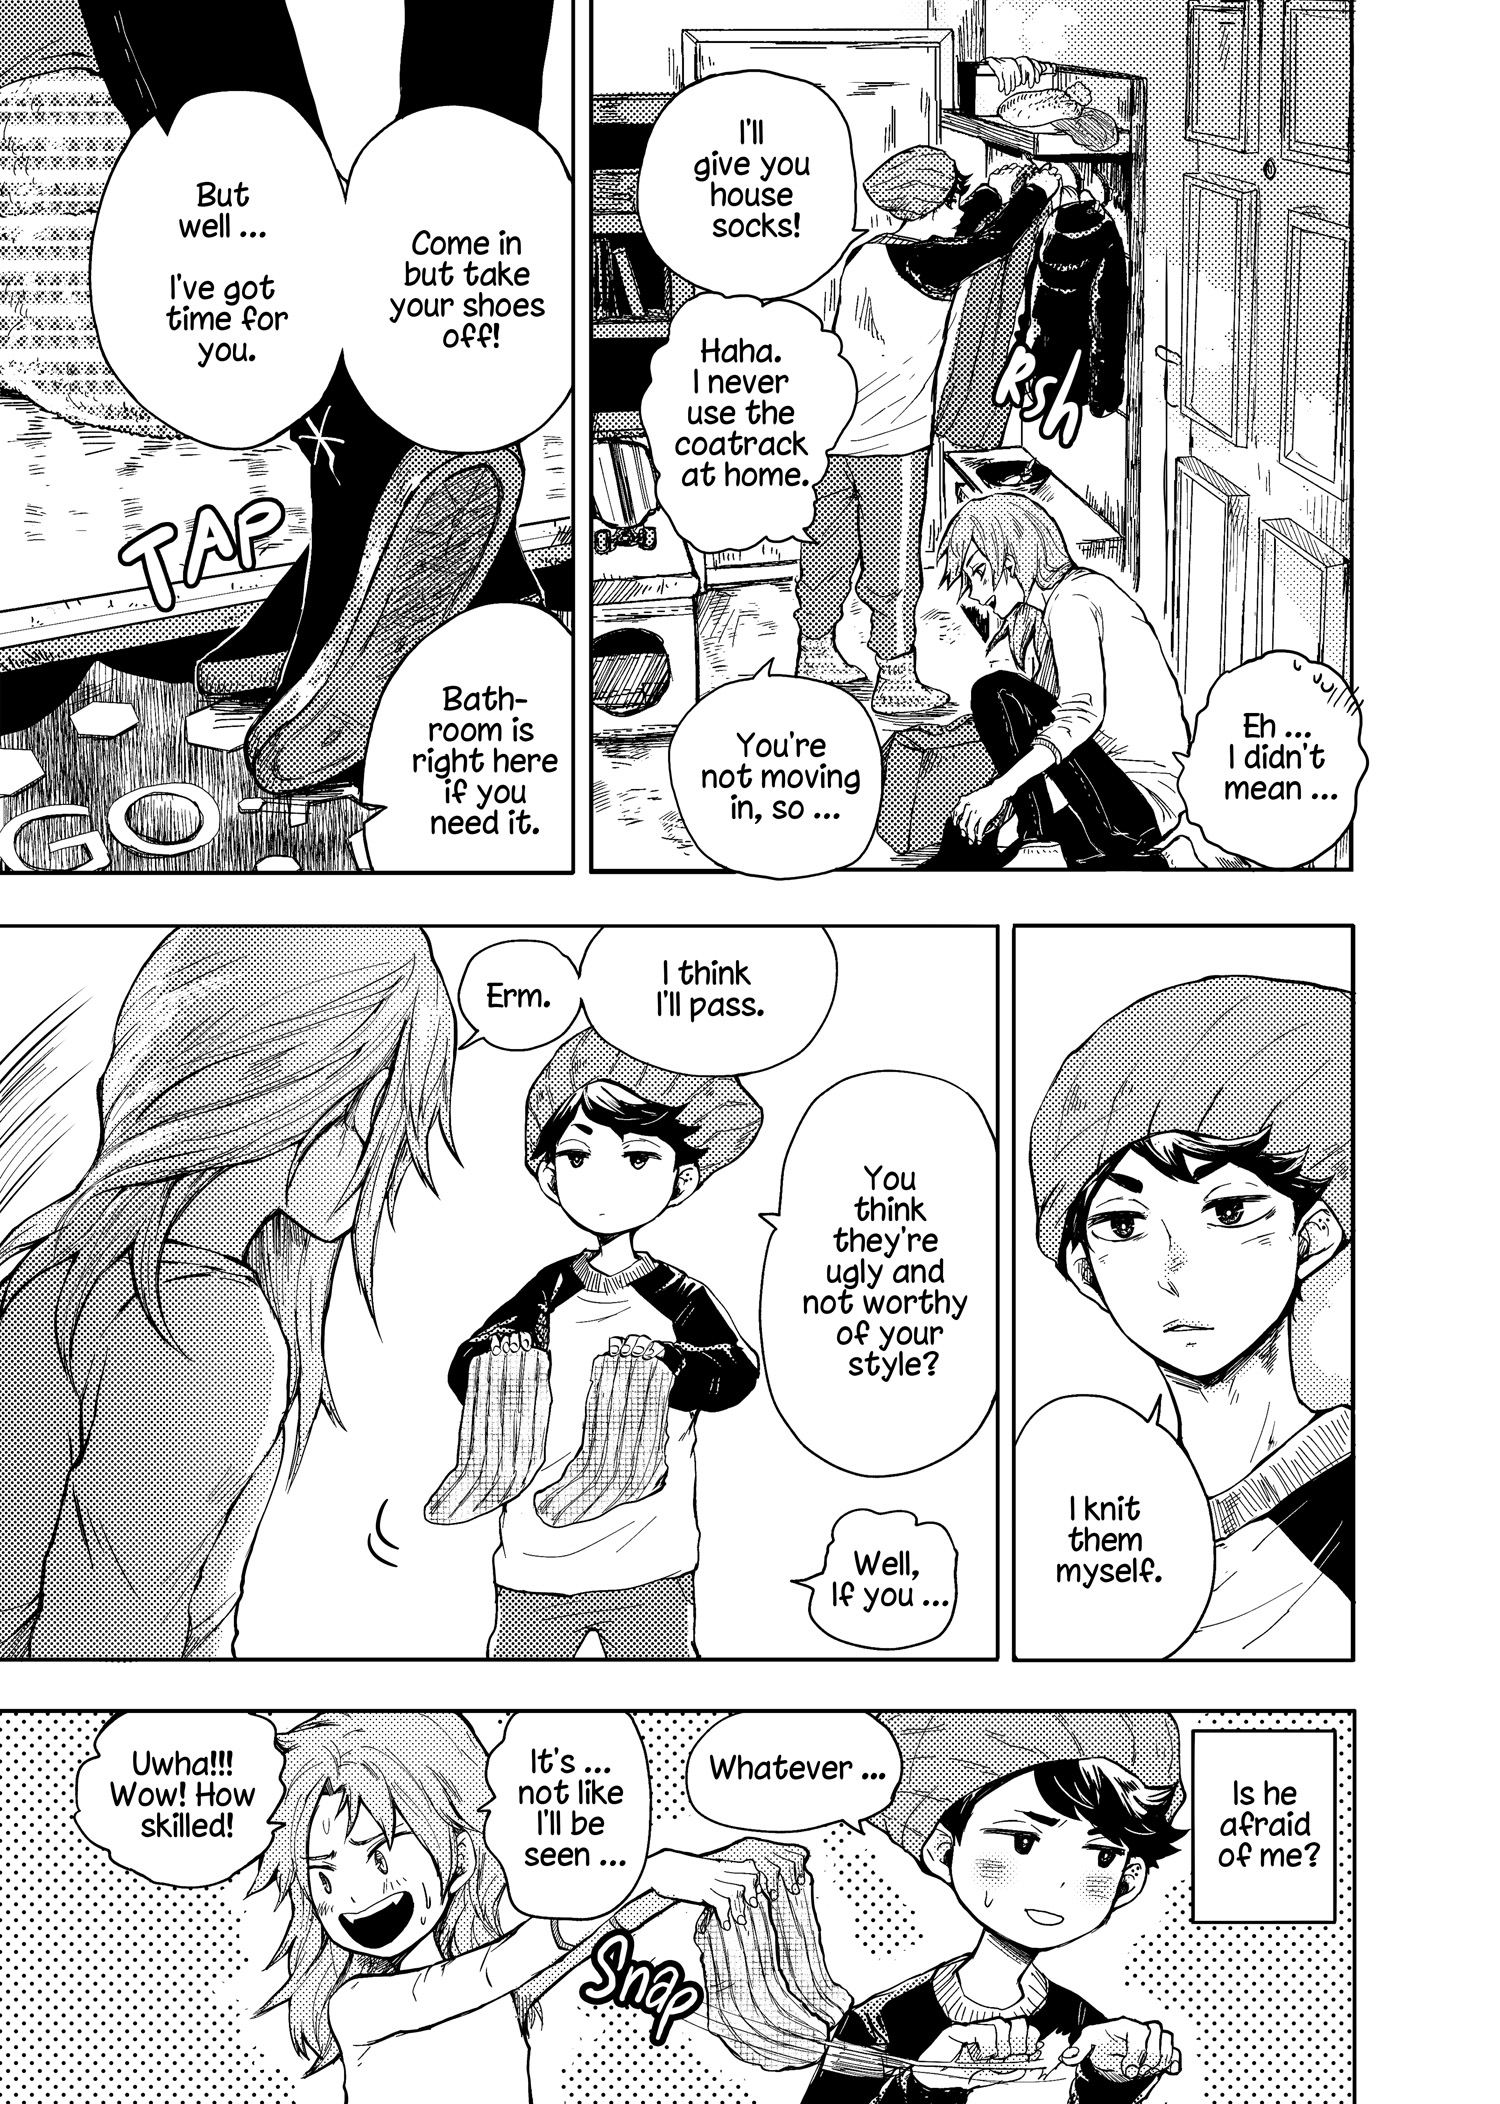 But
well ...
I've got
time for
you.
Come in
but take
your shoes
off!
TAP
Bath-
room is
right here
if you
need it.
GO
I'll
give you
house
socks!
Haha.
I never
use the
coatrack
at home.
Rsh
You're
not moving
in, so ...
Eh ...
I didn't
mean ...
Erm.
I think
I'll pass.
You
think
they're
ugly and
not worthy
of your
style?
Well,
If you ...
I knit
them
myself.
Uwha!!!
Wow! How
skilled!
It's ...
not like
I'll be
seen ...
Snap
Whatever ...
Is he
afraid
of me?